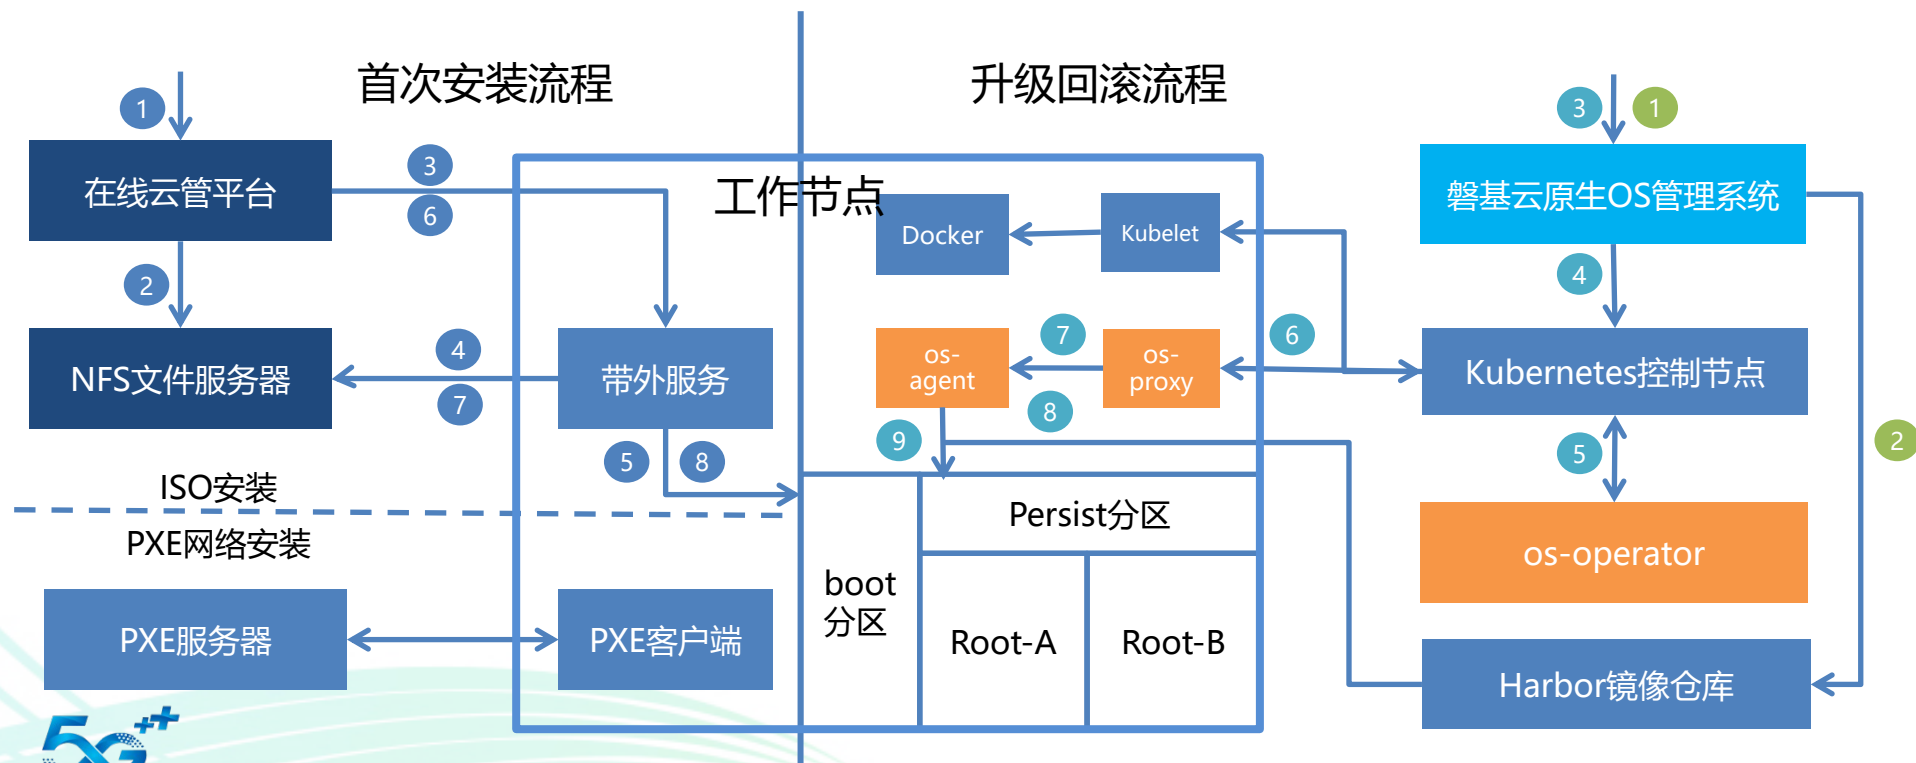 首次安装流程
升级回滚流程
1
3
1
在线云管平台
3
6
工作节点
Docker
Kubelet
磐基云原生OS管理系统
2
4
NFS文件服务器
4
7
带外服务
os-
agent
7
8
os-
proxy
6
Kubernetes控制节点
2
5
8
9
5
ISO安装
PXE网络安装
Persist分区
os-operator
boot
分区
Root-A
Root-B
PXE服务器
PXE客户端
Harbor镜像仓库
5G++